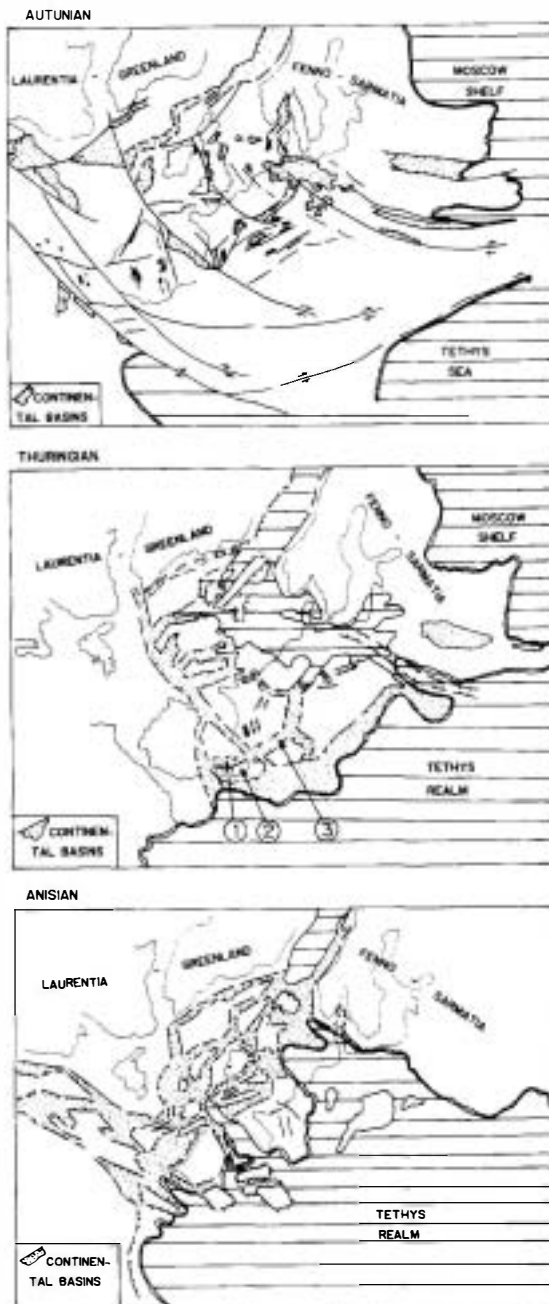 AUTUNIAN
LAURENTIA
GREENLAND
FENNO - SARMATIA
MOSCOW
SHELF
TETHYS
SEA
CONTINEN-
TAL BASINS
THURINGIAN
LAURENTIA
GREENLAND
FENNO - SARMATIA
MOSCOW
SHELF
TETHYS
REALM
1 2 3
CONTINEN-
TAL BASINS
ANISIAN
LAURENTIA
GREENLAND
FENNO
SARMATIA
TETHYS
REALM
CONTINEN-
TAL BASINS